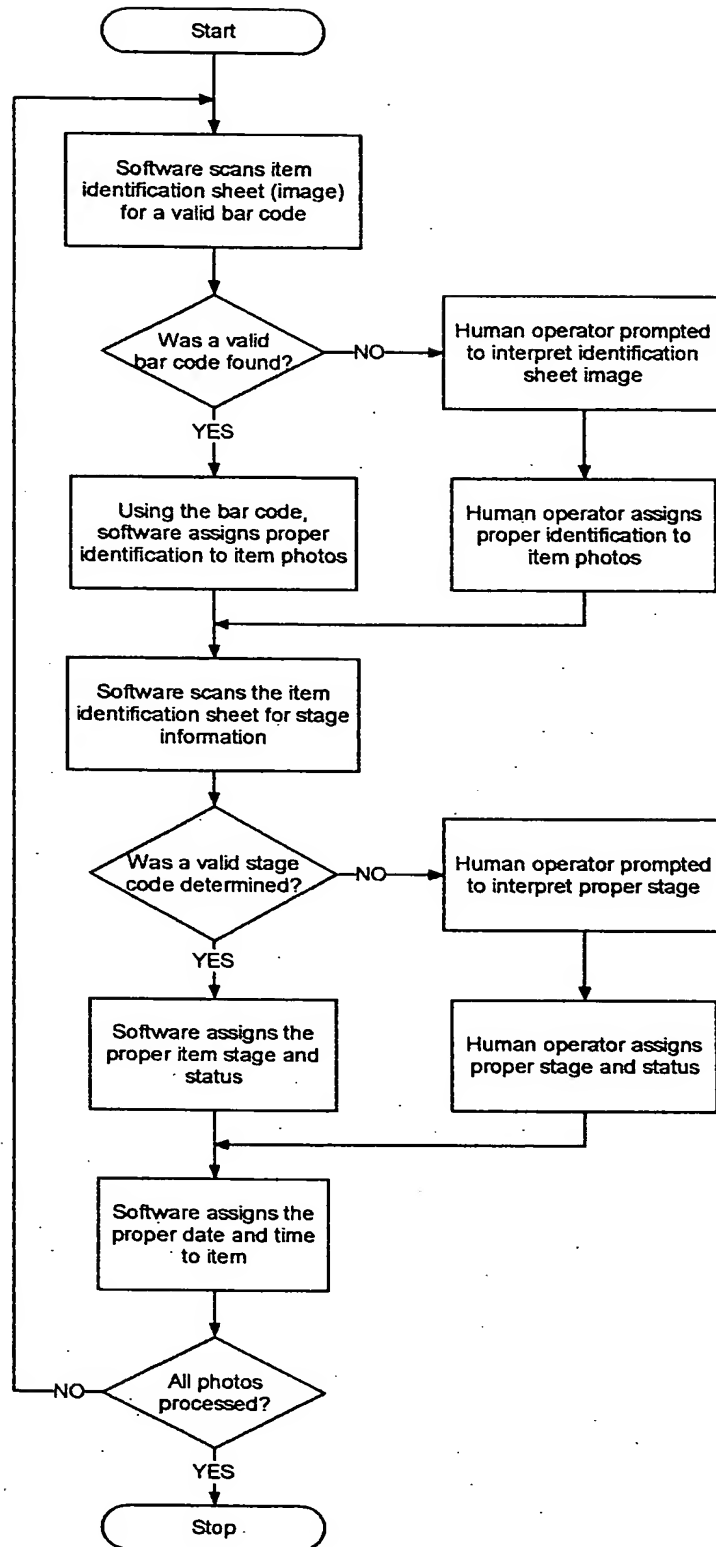 Start
Software scans item
identification sheet (image)
for a valid bar code
Was a valid
bar code found?
NO
Human operator prompted
to interpret identification
sheet image
YES
Using the bar code,
software assigns proper
identification to item photos
Human operator assigns
proper identification to
item photos
Software scans the item
identification sheet for stage
information
Was a valid stage
code determined?
NO
Human operator prompted
to interpret proper stage
YES
Software assigns the
proper item stage and
status
Human operator assigns
proper stage and status
Software assigns the
proper date and time
to item
All photos
processed?
NO
YES
Stop